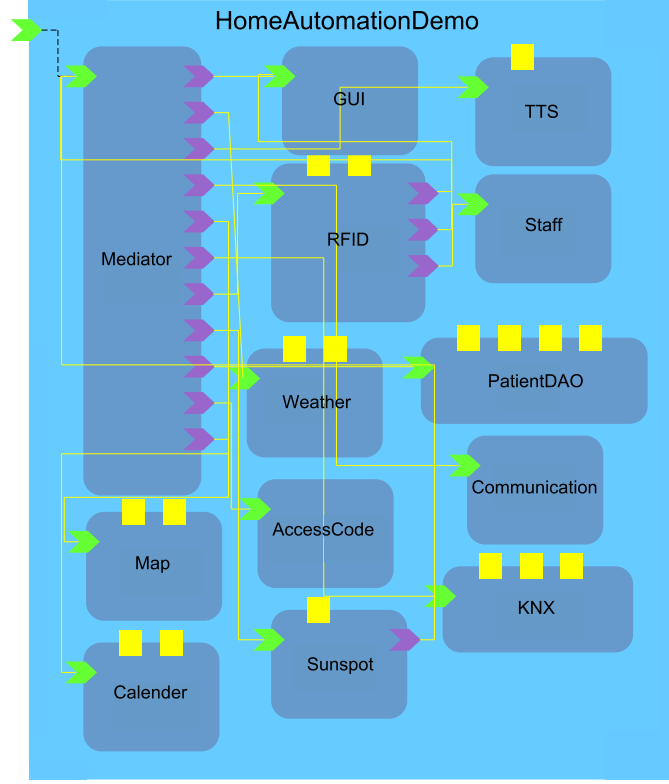 HomeAutomationDemo
GUI
TTS
RFID
Staff
Mediator
Weather
PatientDAO
Communication
AccessCode
Map
KNX
Sunspot
Calender